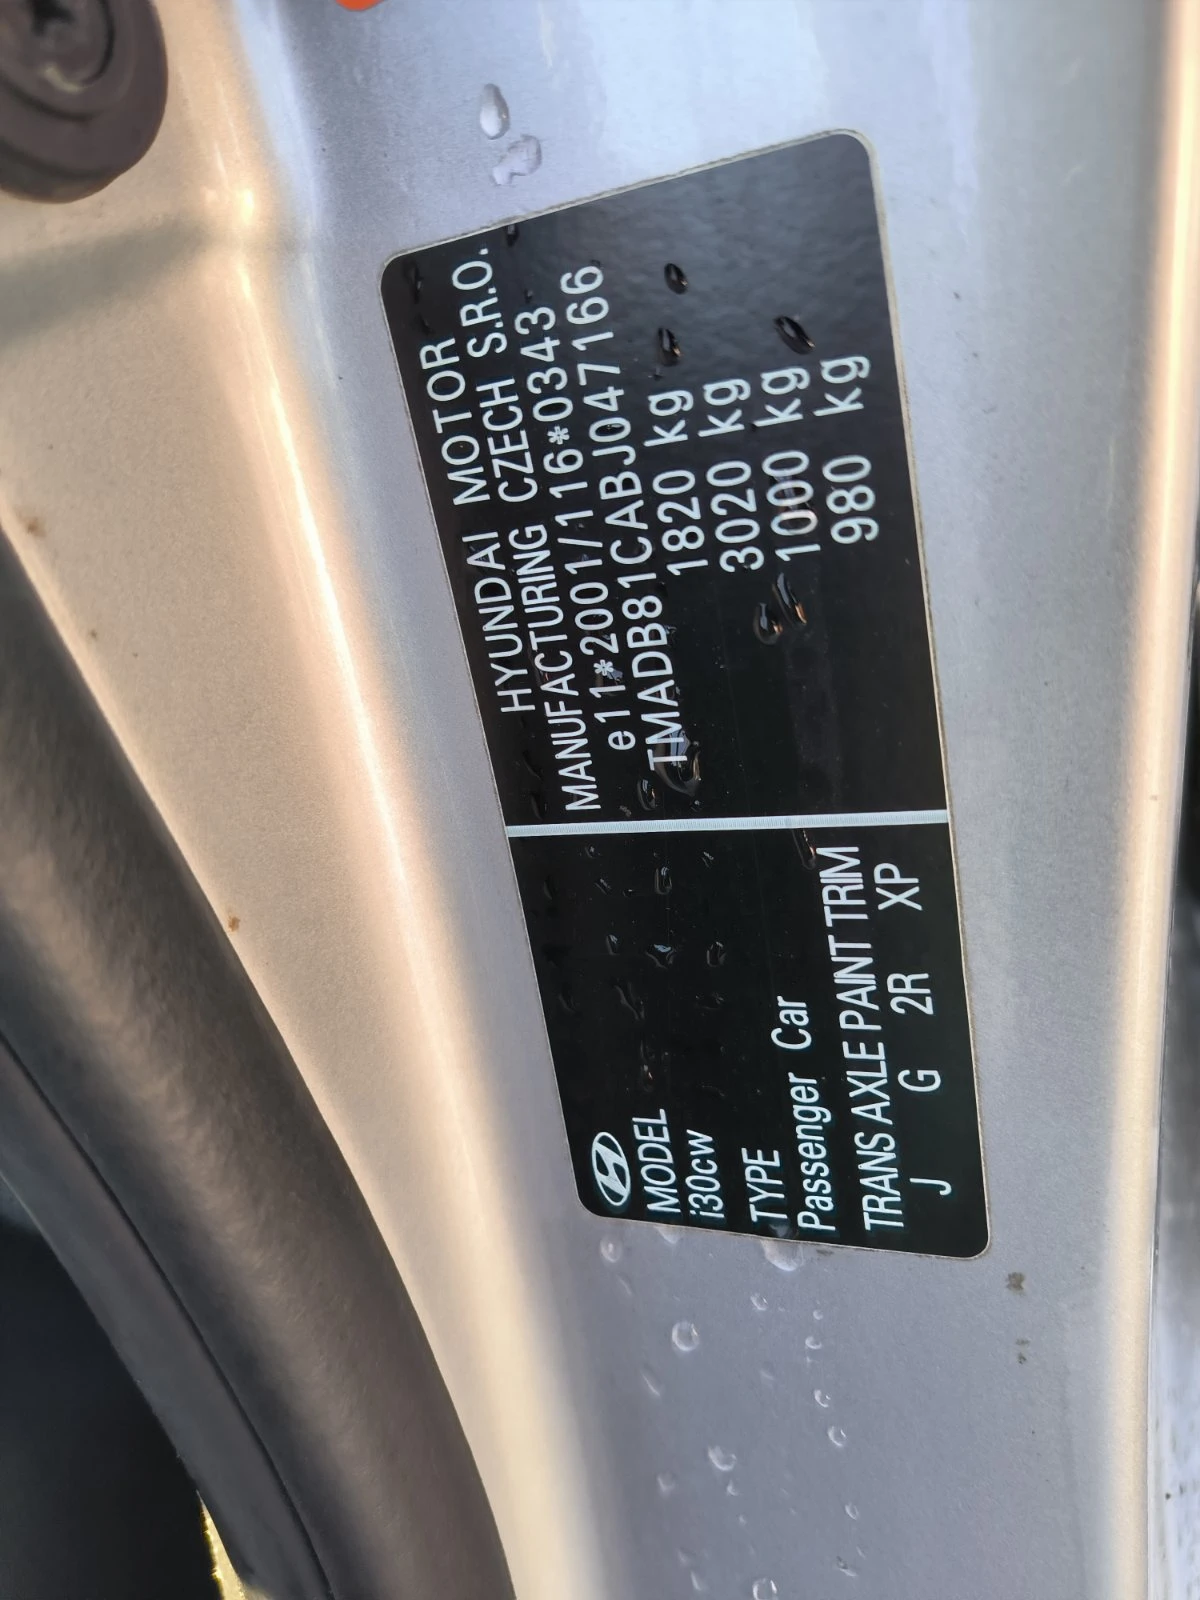 MODEL
i30cw
TYPE
Passenger Car
TRANS AXLE PAINT TRIM
J G 2R XP
HYUNDAI MOTOR
MANUFACTURING CZECH S.R.O.
e11*2001/116*0343
TMADB81CABJ047166
1820 kg
3020 kg
1000 kg
980 kg